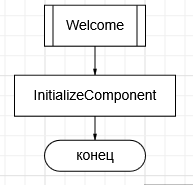 Welcome
InitializeComponent
конец